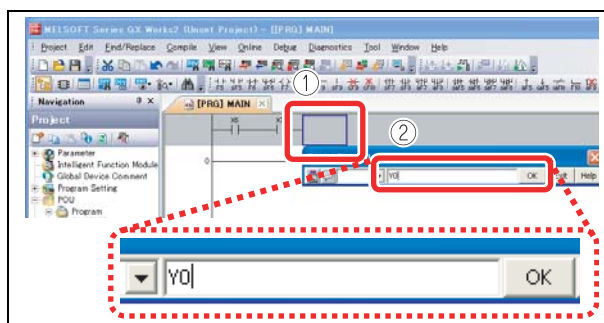 MELSOFT Series GX Works2 (Unset Project) - [[PRG] MAIN]
Project Edit Find/Replace Compile View Online Debug Diagnostics Tool Window Help
①
Navigation
[PRG] MAIN
Project
②
Parameter
Intelligent Function Module
Global Device Comment
Program Setting
POU
Program
0
Y0
OK
Help
Y0
OK